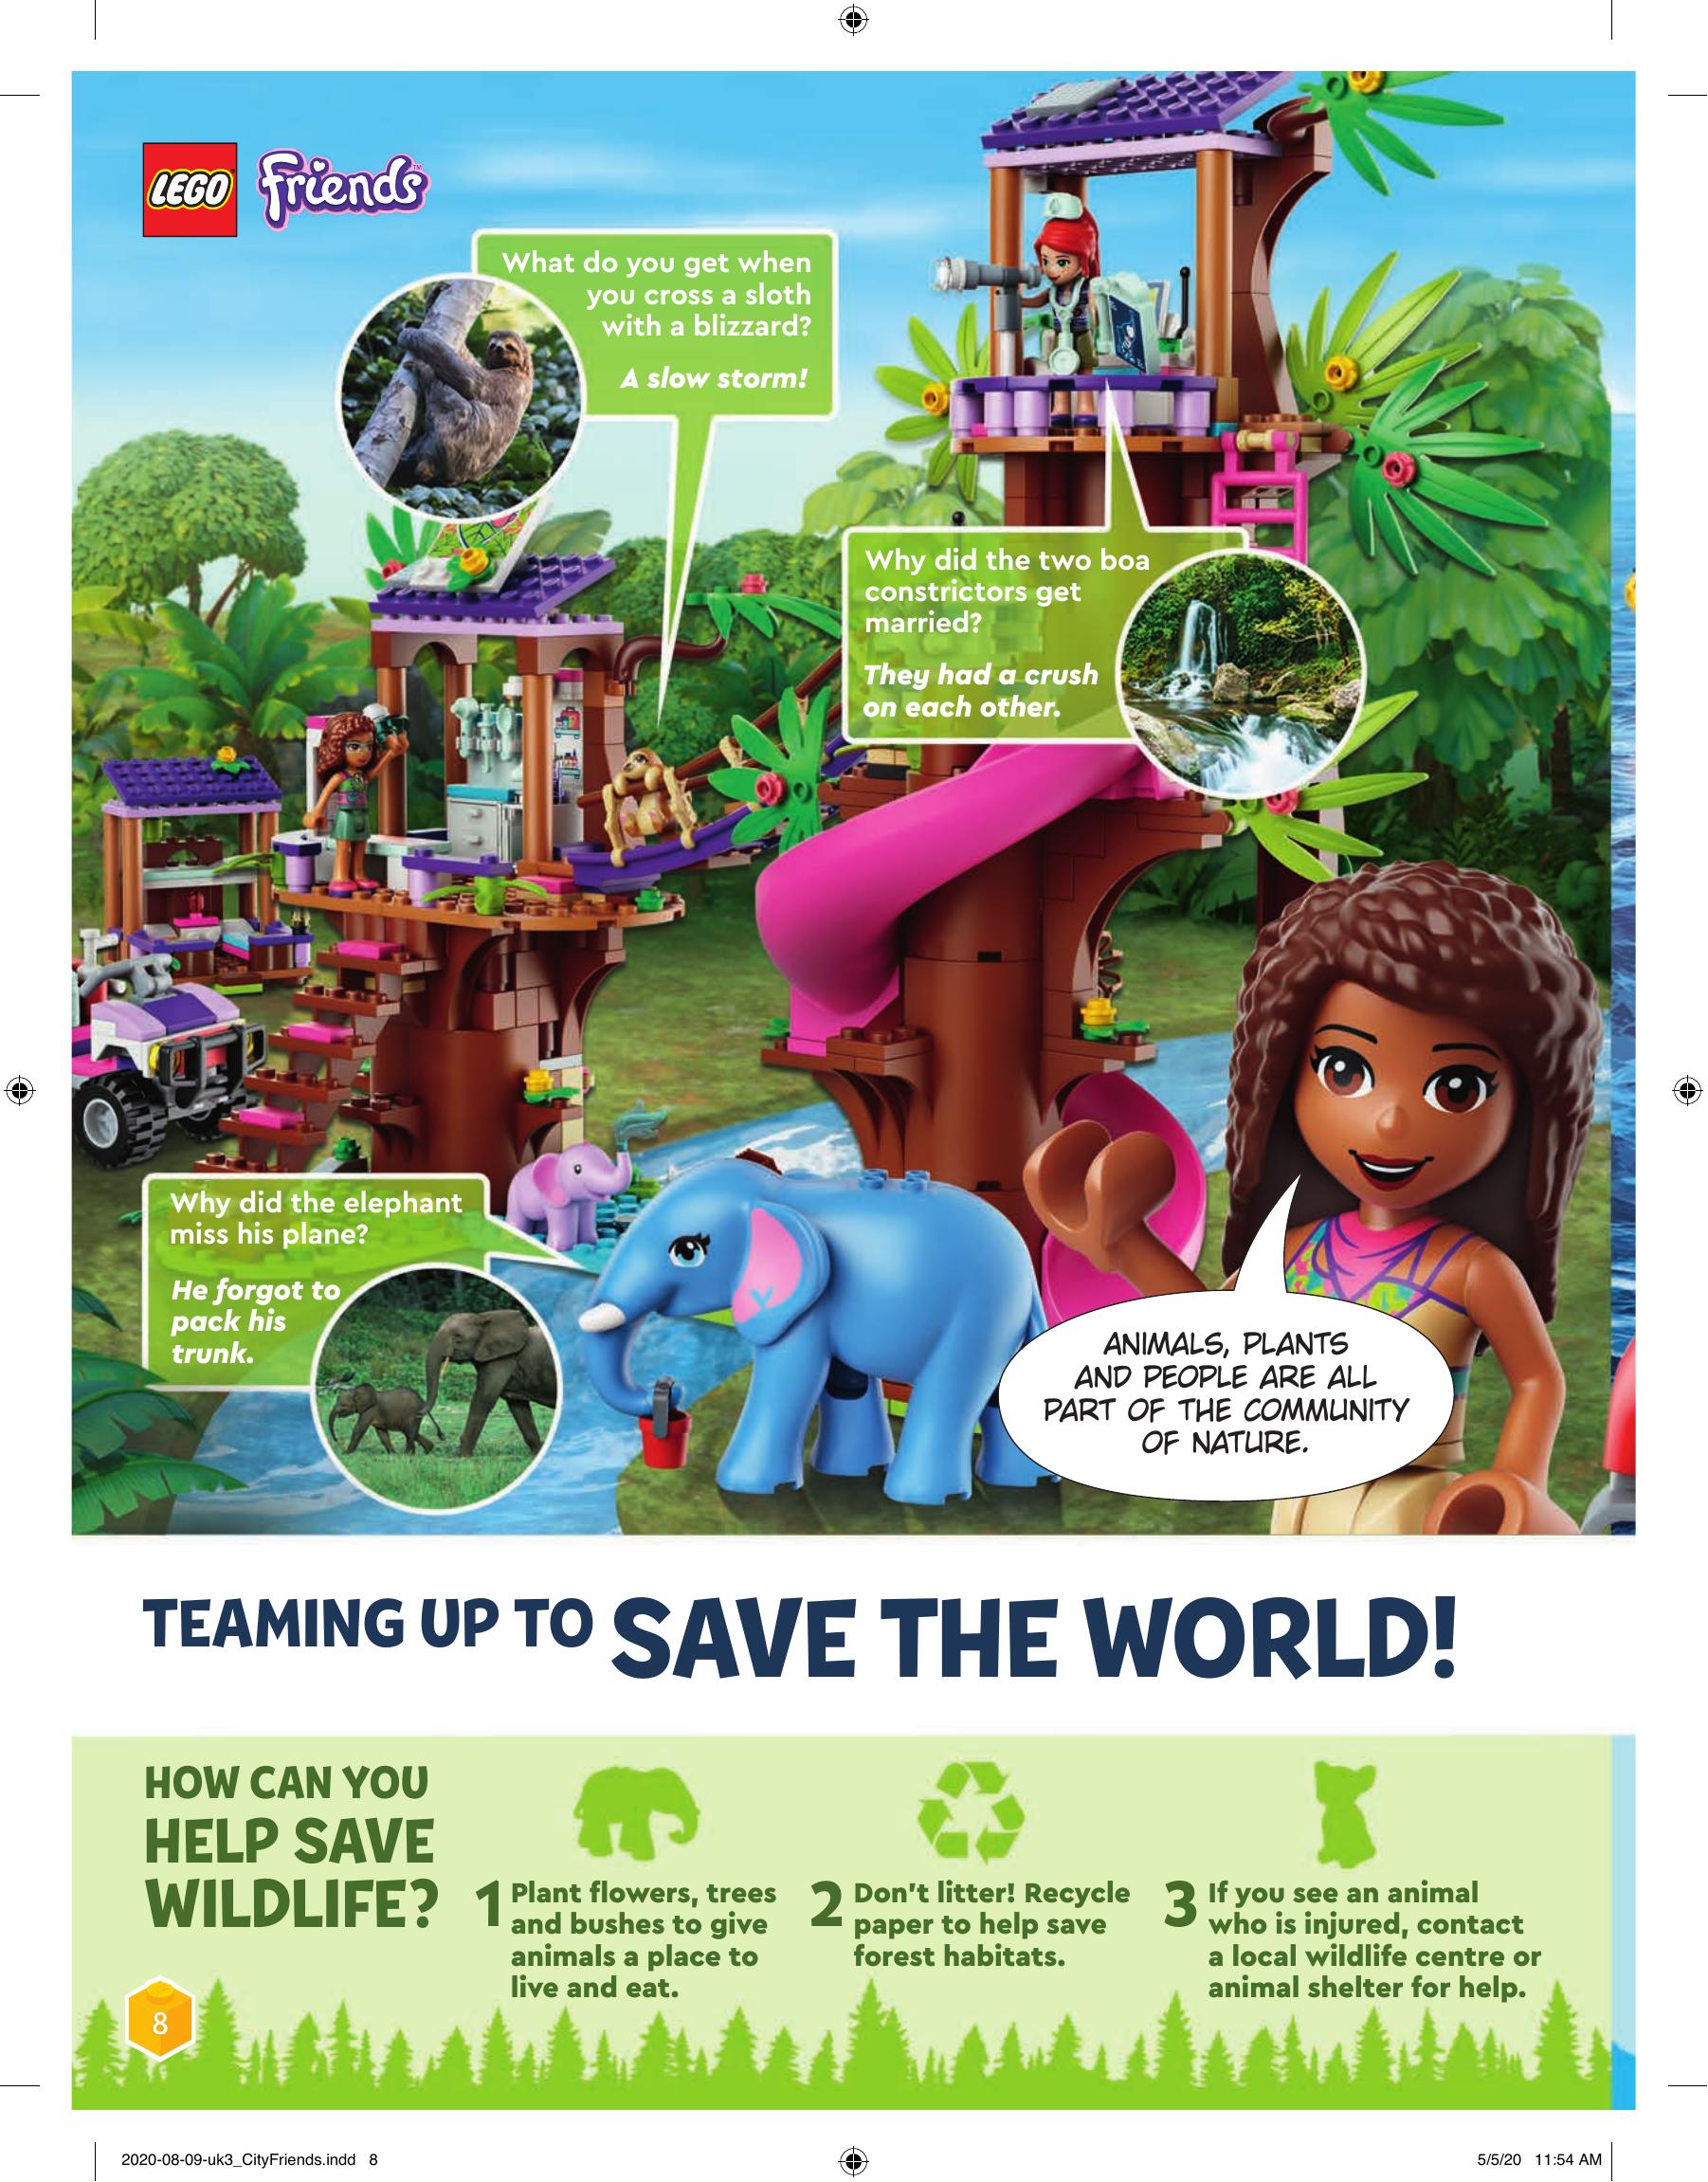 LEGO Friends™
What do you get when
you cross a sloth
with a blizzard?
A slow storm!
Why did the two boa
constrictors get
married?
They had a crush
on each other.
Why did the elephant
miss his plane?
He forgot to
pack his
trunk.
ANIMALS, PLANTS
AND PEOPLE ARE ALL
PART OF THE COMMUNITY
OF NATURE.
TEAMING UP TO SAVE THE WORLD!
HOW CAN YOU
HELP SAVE
WILDLIFE?
1 Plant flowers, trees
and bushes to give
animals a place to
live and eat.
2 Don't litter! Recycle
paper to help save
forest habitats.
3 If you see an animal
who is injured, contact
a local wildlife centre or
animal shelter for help.
8
2020-08-09-uk3_CityFriends.indd 8
5/5/20 11:54 AM